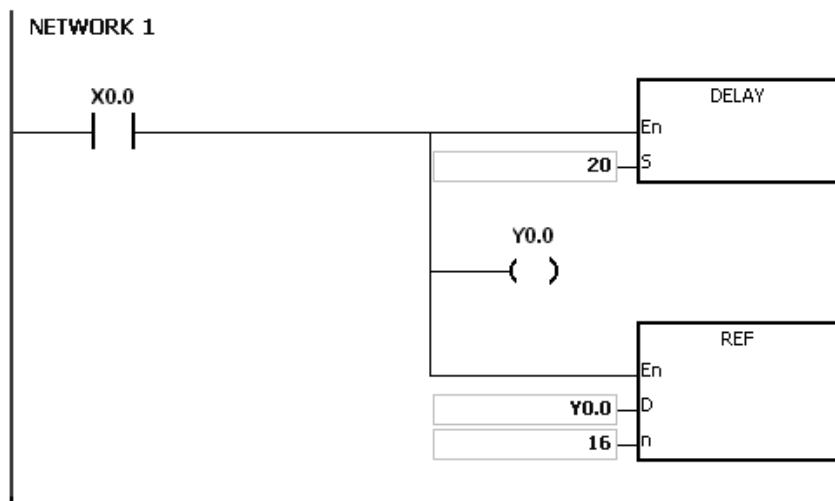 NETWORK 1
X0.0
DELAY
En
20 S
Y0.0
REF
En
Y0.0 D
16 n